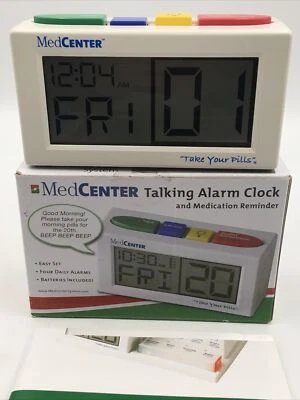 MedCENTER™
12:04 AM
FRI 01
"Take Your Pills"
System
MedCENTER Talking Alarm Clock
and Medication Reminder
Good Morning!
Please take your
morning pills for
the 20th.
BEEP BEEP BEEP
• EASY SET
• FOUR DAILY ALARMS
• BATTERIES INCLUDED!
MedCENTER
10:30
FRI 20
"Take Your Pills"